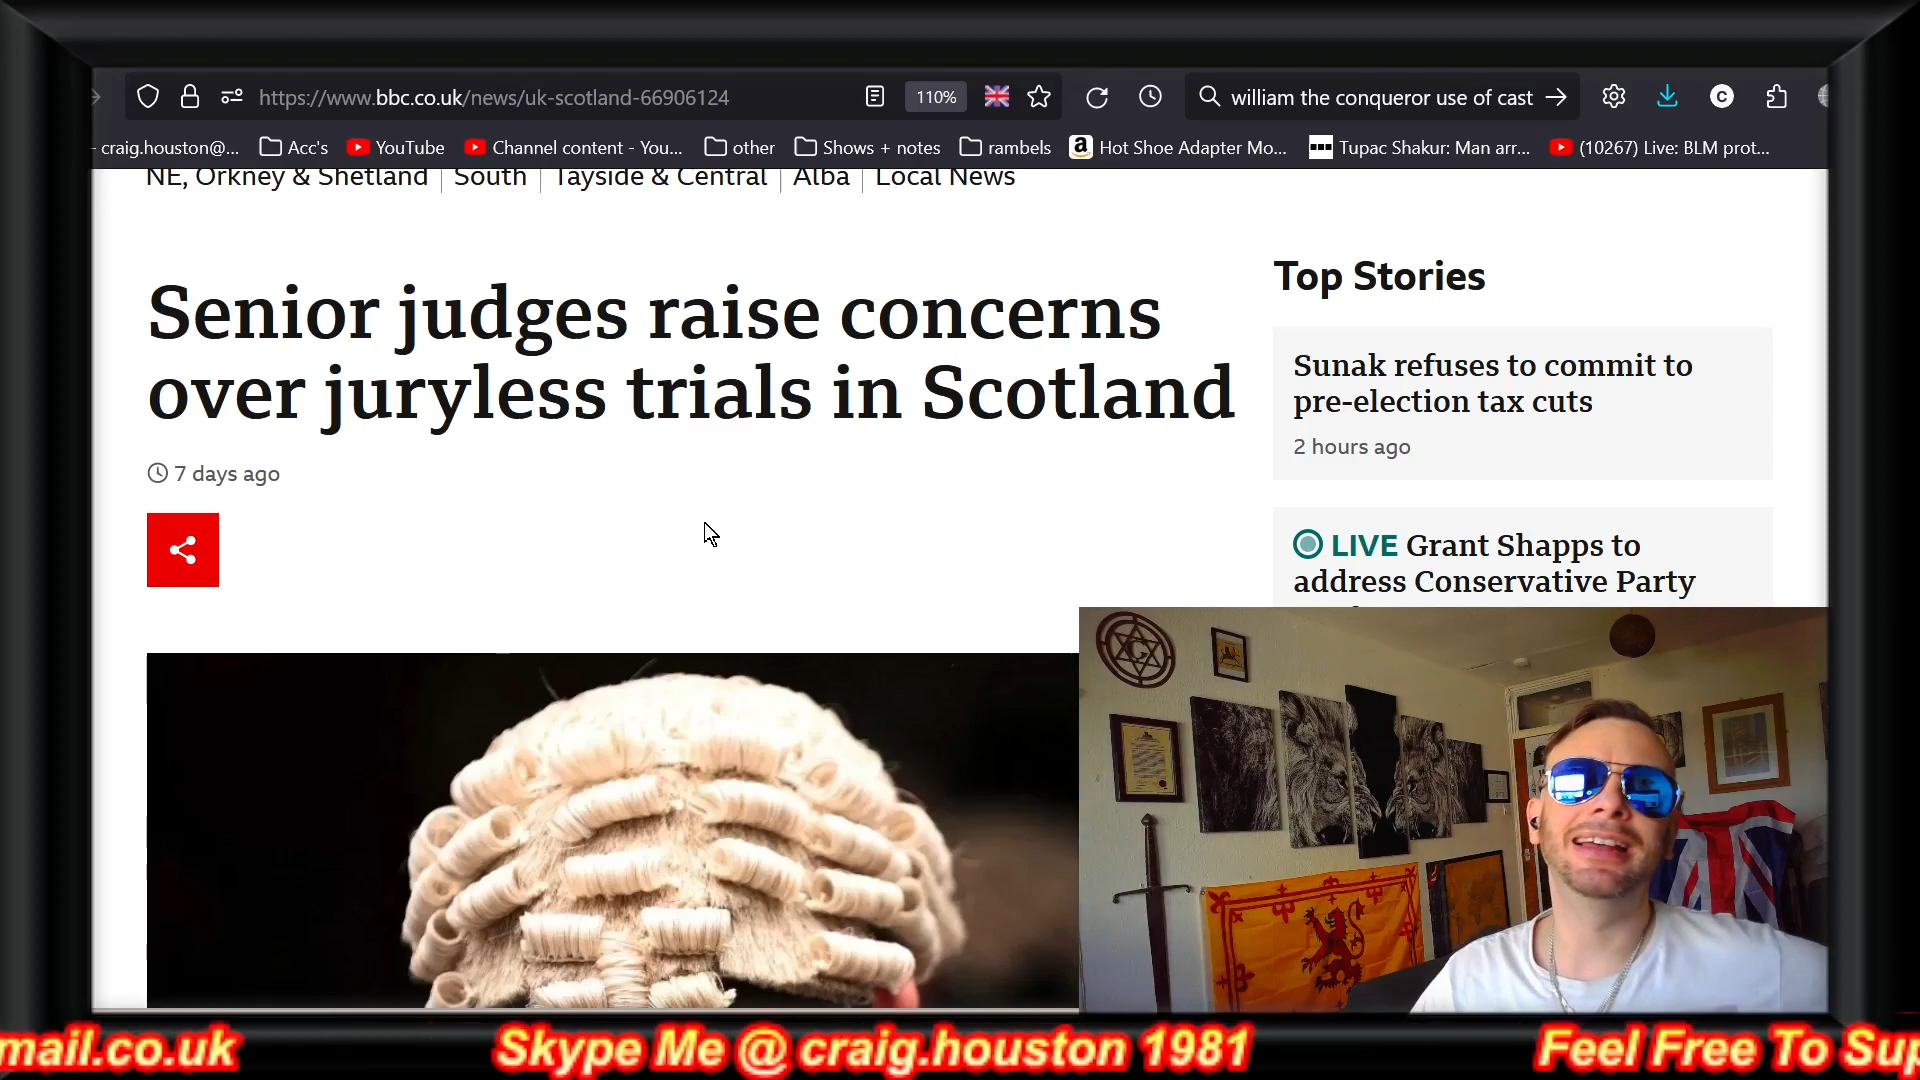 https://www.bbc.co.uk/news/uk-scotland-66906124
110%
william the conqueror use of cast
C
craig.houston@...
Acc's
YouTube
Channel content - You...
other
Shows + notes
rambels
a
Hot Shoe Adapter Mo...
Tupac Shakur: Man arr...
(10267) Live: BLM prot...
NE, Orkney & Shetland
South
Tayside & Central
Alba
Local News
Senior judges raise concerns
over juryless trials in Scotland
7 days ago
Top Stories
Sunak refuses to commit to
pre-election tax cuts
2 hours ago
LIVE Grant Shapps to
address Conservative Party
mail.co.uk
Skype Me @ craig.houston 1981
Feel Free To Sup